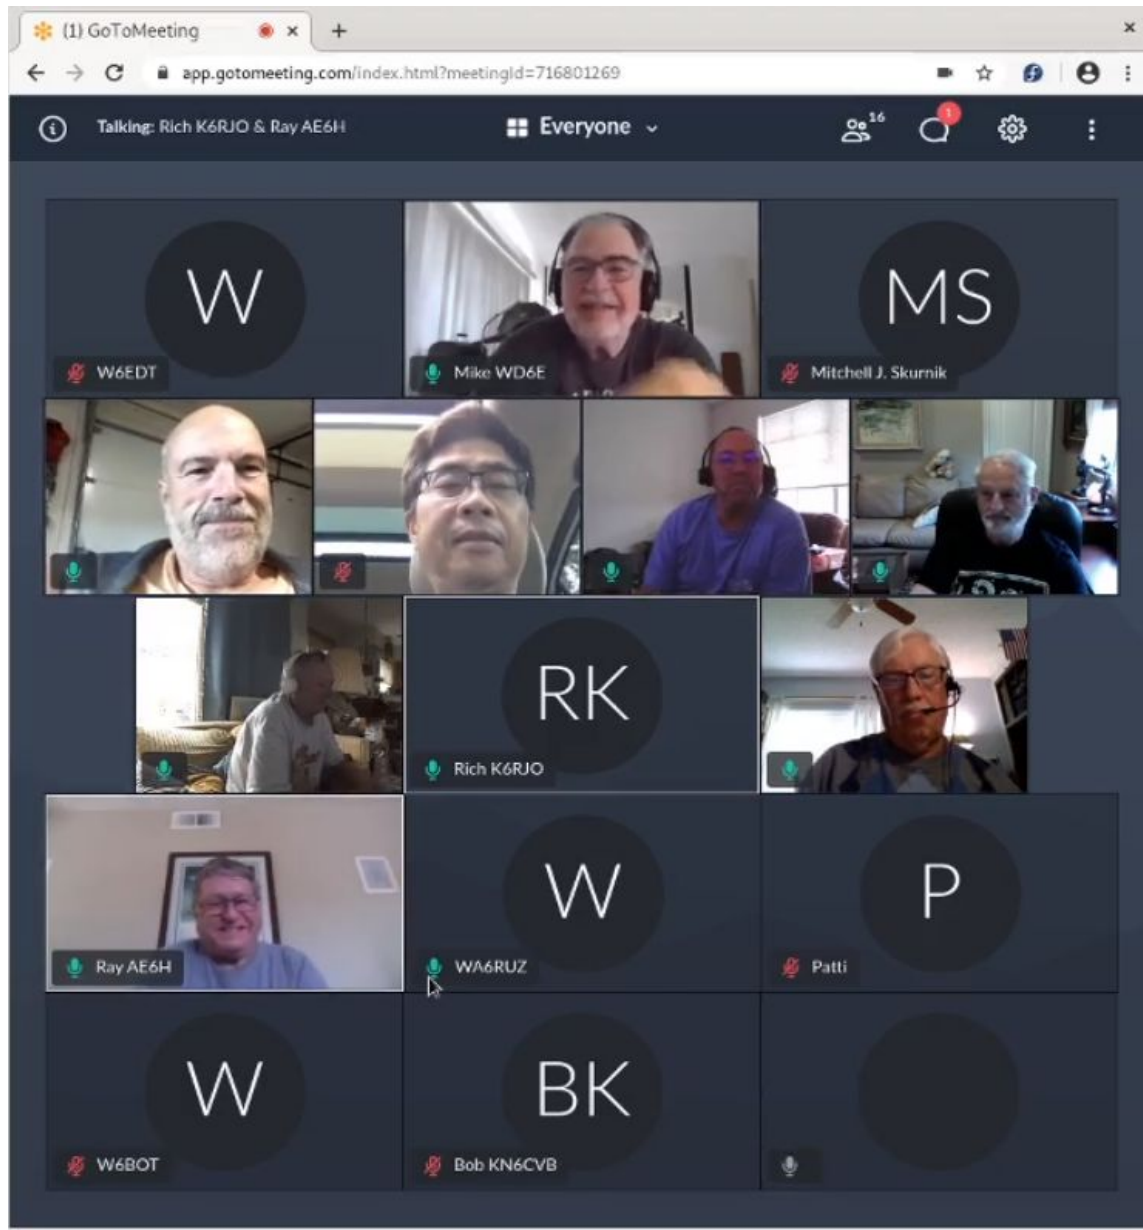 (1) GoToMeeting
app.gotomeeting.com/index.html?meetingId=716801269
Talking: Rich K6RJO & Ray AE6H
Everyone
16
1
W
W6EDT
Mike WD6E
MS
Mitchell J. Skurnik
RK
Rich K6RJO
Ray AE6H
W
WA6RUZ
P
Patti
W
W6BOT
BK
Bob KN6CVB